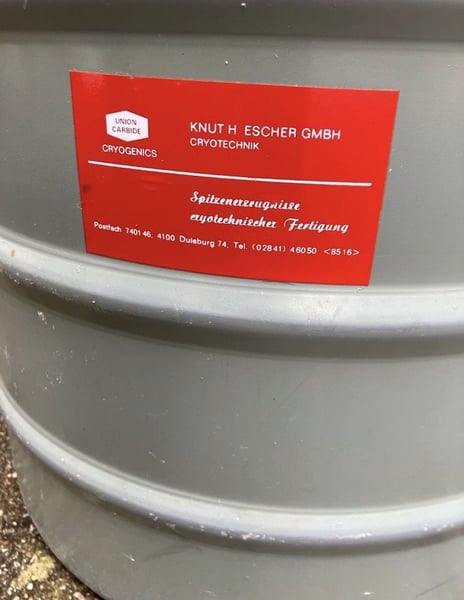 UNION
CARBIDE
CRYOGENICS
KNUT H. ESCHER GMBH
CRYOTECHNIK
Spitzenerzeugnisse
cryotechnischer Fertigung
Postfach 740146, 4100 Duisburg 74, Tel. (02841) 46050 <8516>